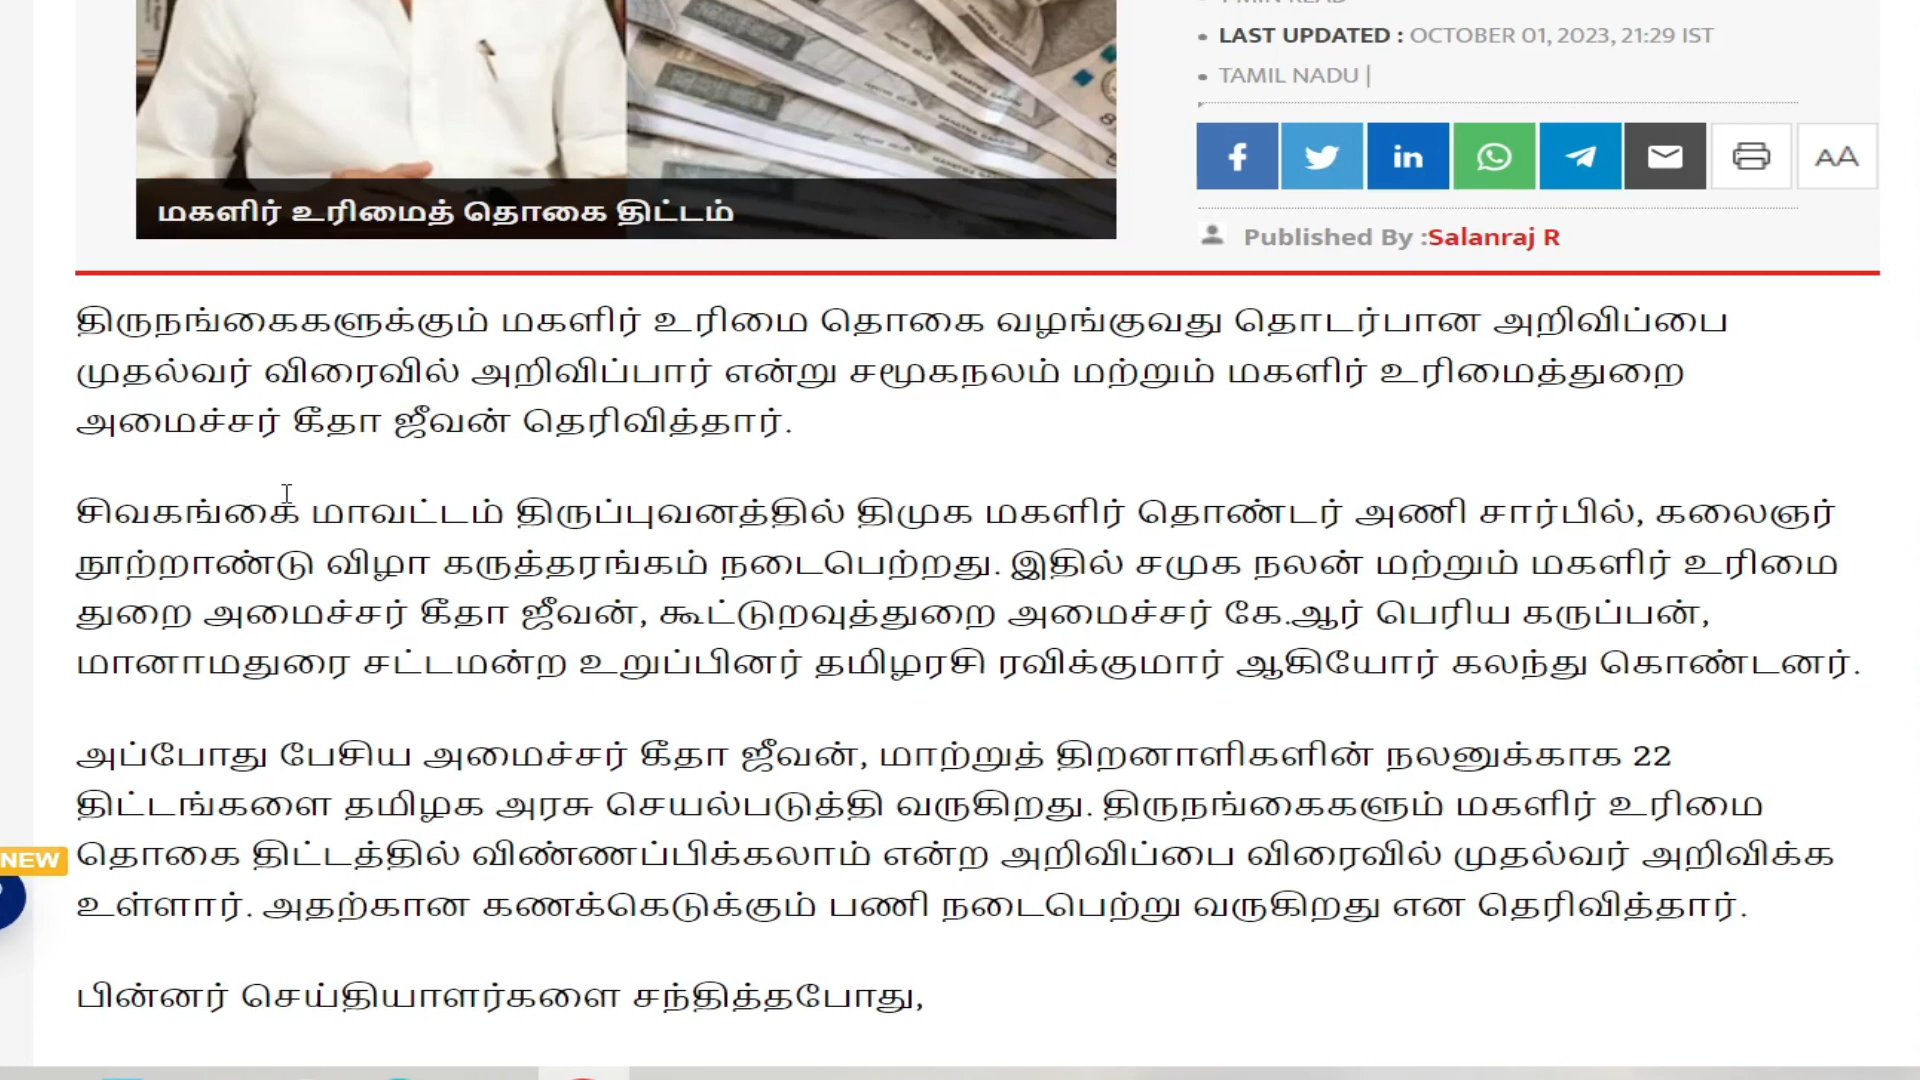 LAST UPDATED : OCTOBER 01, 2023, 21:29 IST
TAMIL NADU |
மகளிர் உரிமைத் தொகை திட்டம்
AA
Published By :Salanraj R
திருநங்கைகளுக்கும் மகளிர் உரிமை தொகை வழங்குவது தொடர்பான அறிவிப்பை
முதல்வர் விரைவில் அறிவிப்பார் என்று சமூகநலம் மற்றும் மகளிர் உரிமைத்துறை
அமைச்சர் கீதா ஜீவன் தெரிவித்தார்.
சிவகங்கை மாவட்டம் திருப்புவனத்தில் திமுக மகளிர் தொண்டர் அணி சார்பில், கலைஞர்
நூற்றாண்டு விழா கருத்தரங்கம் நடைபெற்றது. இதில் சமுக நலன் மற்றும் மகளிர் உரிமை
துறை அமைச்சர் கீதா ஜீவன், கூட்டுறவுத்துறை அமைச்சர் கே.ஆர் பெரிய கருப்பன்,
மானாமதுரை சட்டமன்ற உறுப்பினர் தமிழரசி ரவிக்குமார் ஆகியோர் கலந்து கொண்டனர்.
அப்போது பேசிய அமைச்சர் கீதா ஜீவன், மாற்றுத் திறனாளிகளின் நலனுக்காக 22
திட்டங்களை தமிழக அரசு செயல்படுத்தி வருகிறது. திருநங்கைகளும் மகளிர் உரிமை
NEW தொகை திட்டத்தில் விண்ணப்பிக்கலாம் என்ற அறிவிப்பை விரைவில் முதல்வர் அறிவிக்க
உள்ளார். அதற்கான கணக்கெடுக்கும் பணி நடைபெற்று வருகிறது என தெரிவித்தார்.
பின்னர் செய்தியாளர்களை சந்தித்தபோது,